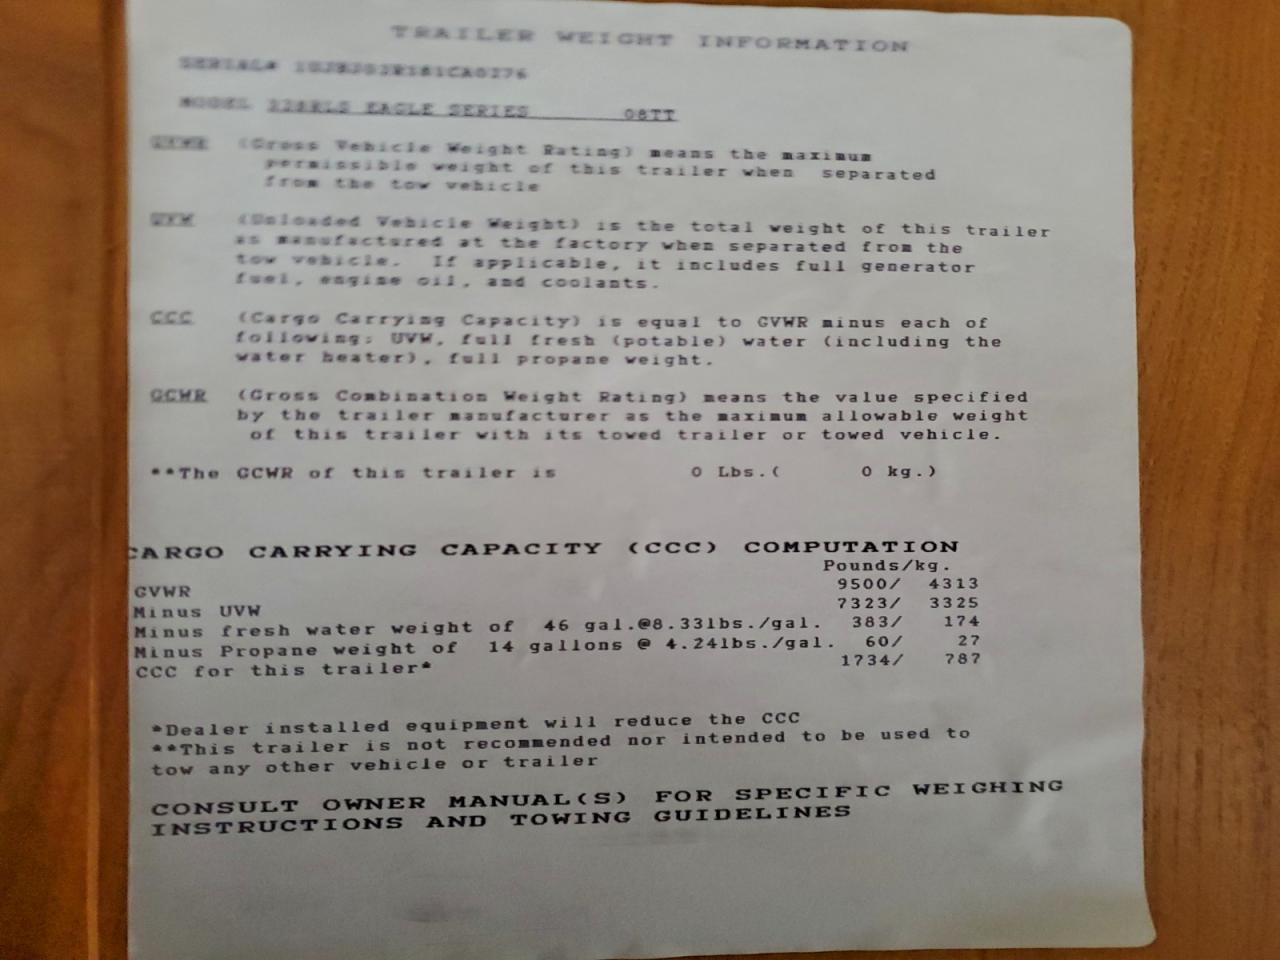 TRAILER WEIGHT INFORMATION
SERIAL#
MODEL EAGLE SERIES 08TT
GVWR (Gross Vehicle Weight Rating) means the maximum
permissible weight of this trailer when separated
from the tow vehicle
UVW (Unloaded Vehicle Weight) is the total weight of this trailer
as manufactured at the factory when separated from the
tow vehicle. If applicable, it includes full generator
fuel, engine oil, and coolants.
CCC (Cargo Carrying Capacity) is equal to GVWR minus each of
following: UVW, full fresh (potable) water (including the
water heater), full propane weight.
GCWR (Gross Combination Weight Rating) means the value specified
by the trailer manufacturer as the maximum allowable weight
of this trailer with its towed trailer or towed vehicle.
**The GCWR of this trailer is 0 Lbs.( 0 kg.)
CARGO CARRYING CAPACITY (CCC) COMPUTATION
Pounds/kg.
GVWR 9500/ 4313
Minus UVW 7323/ 3325
Minus fresh water weight of 46 gal.@8.33lbs./gal. 383/ 174
Minus Propane weight of 14 gallons @ 4.24lbs./gal. 60/ 27
CCC for this trailer* 1734/ 787
*Dealer installed equipment will reduce the CCC
**This trailer is not recommended nor intended to be used to
tow any other vehicle or trailer
CONSULT OWNER MANUAL(S) FOR SPECIFIC WEIGHING
INSTRUCTIONS AND TOWING GUIDELINES